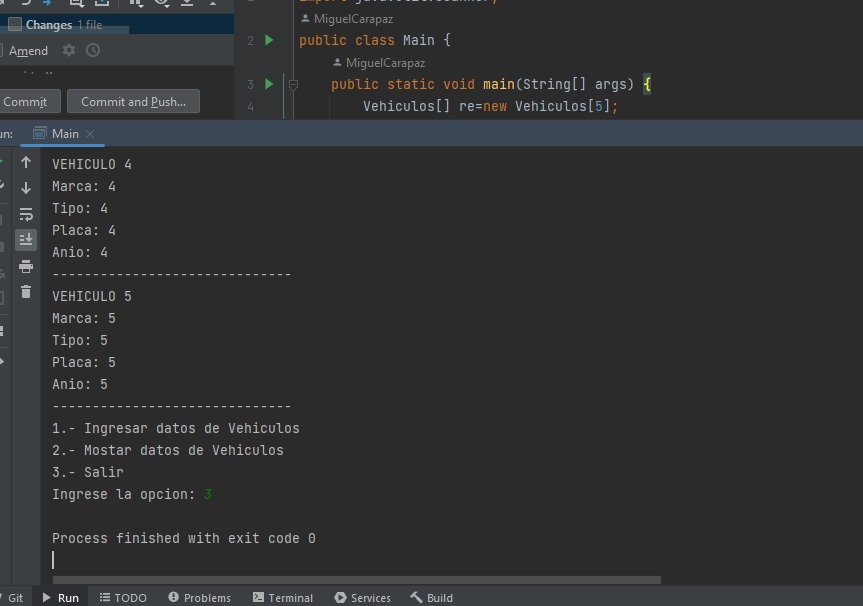 Changes 1 file
Amend
Commit
Commit and Push...
MiguelCarapaz
2 public class Main {
MiguelCarapaz
3 public static void main(String[] args) {
4 Vehiculos[] re=new Vehiculos[5];
Main
VEHICULO 4
Marca: 4
Tipo: 4
Placa: 4
Anio: 4
------------------------------
VEHICULO 5
Marca: 5
Tipo: 5
Placa: 5
Anio: 5
------------------------------
1.- Ingresar datos de Vehiculos
2.- Mostar datos de Vehiculos
3.- Salir
Ingrese la opcion: 3
Process finished with exit code 0
Git
Run
TODO
Problems
Terminal
Services
Build